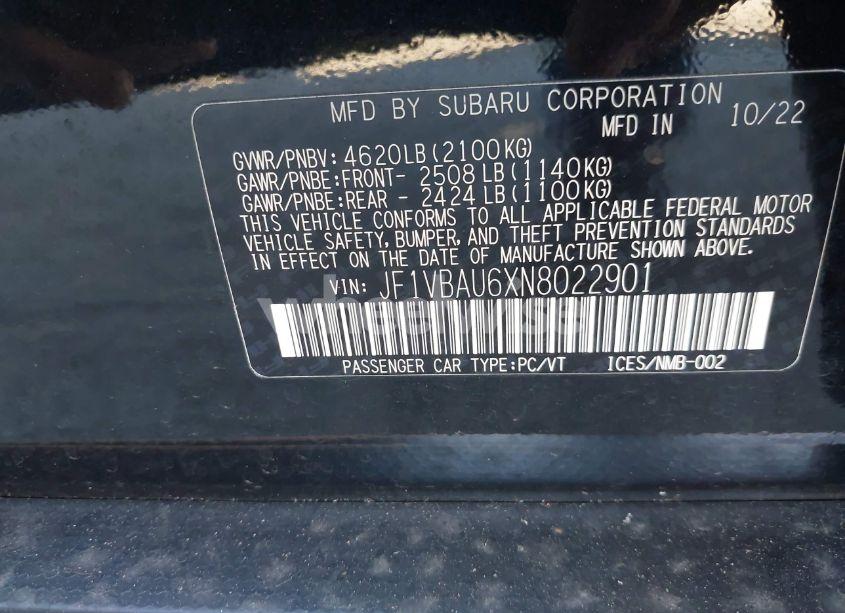 MFD BY SUBARU CORPORATION
MFD IN 10/22
GVWR/PNBV: 4620LB (2100KG)
GAWR/PNBE:FRONT- 2508 LB (1140KG)
GAWR/PNBE:REAR - 2424 LB (1100KG)
THIS VEHICLE CONFORMS TO ALL APPLICABLE FEDERAL MOTOR
VEHICLE SAFETY, BUMPER, AND THEFT PREVENTION STANDARDS
IN EFFECT ON THE DATE OF MANUFACTURE SHOWN ABOVE.
VIN: JF1VBAU6XN8022901
wheelwise
PASSENGER CAR TYPE:PC/VT ICES/NMB-002